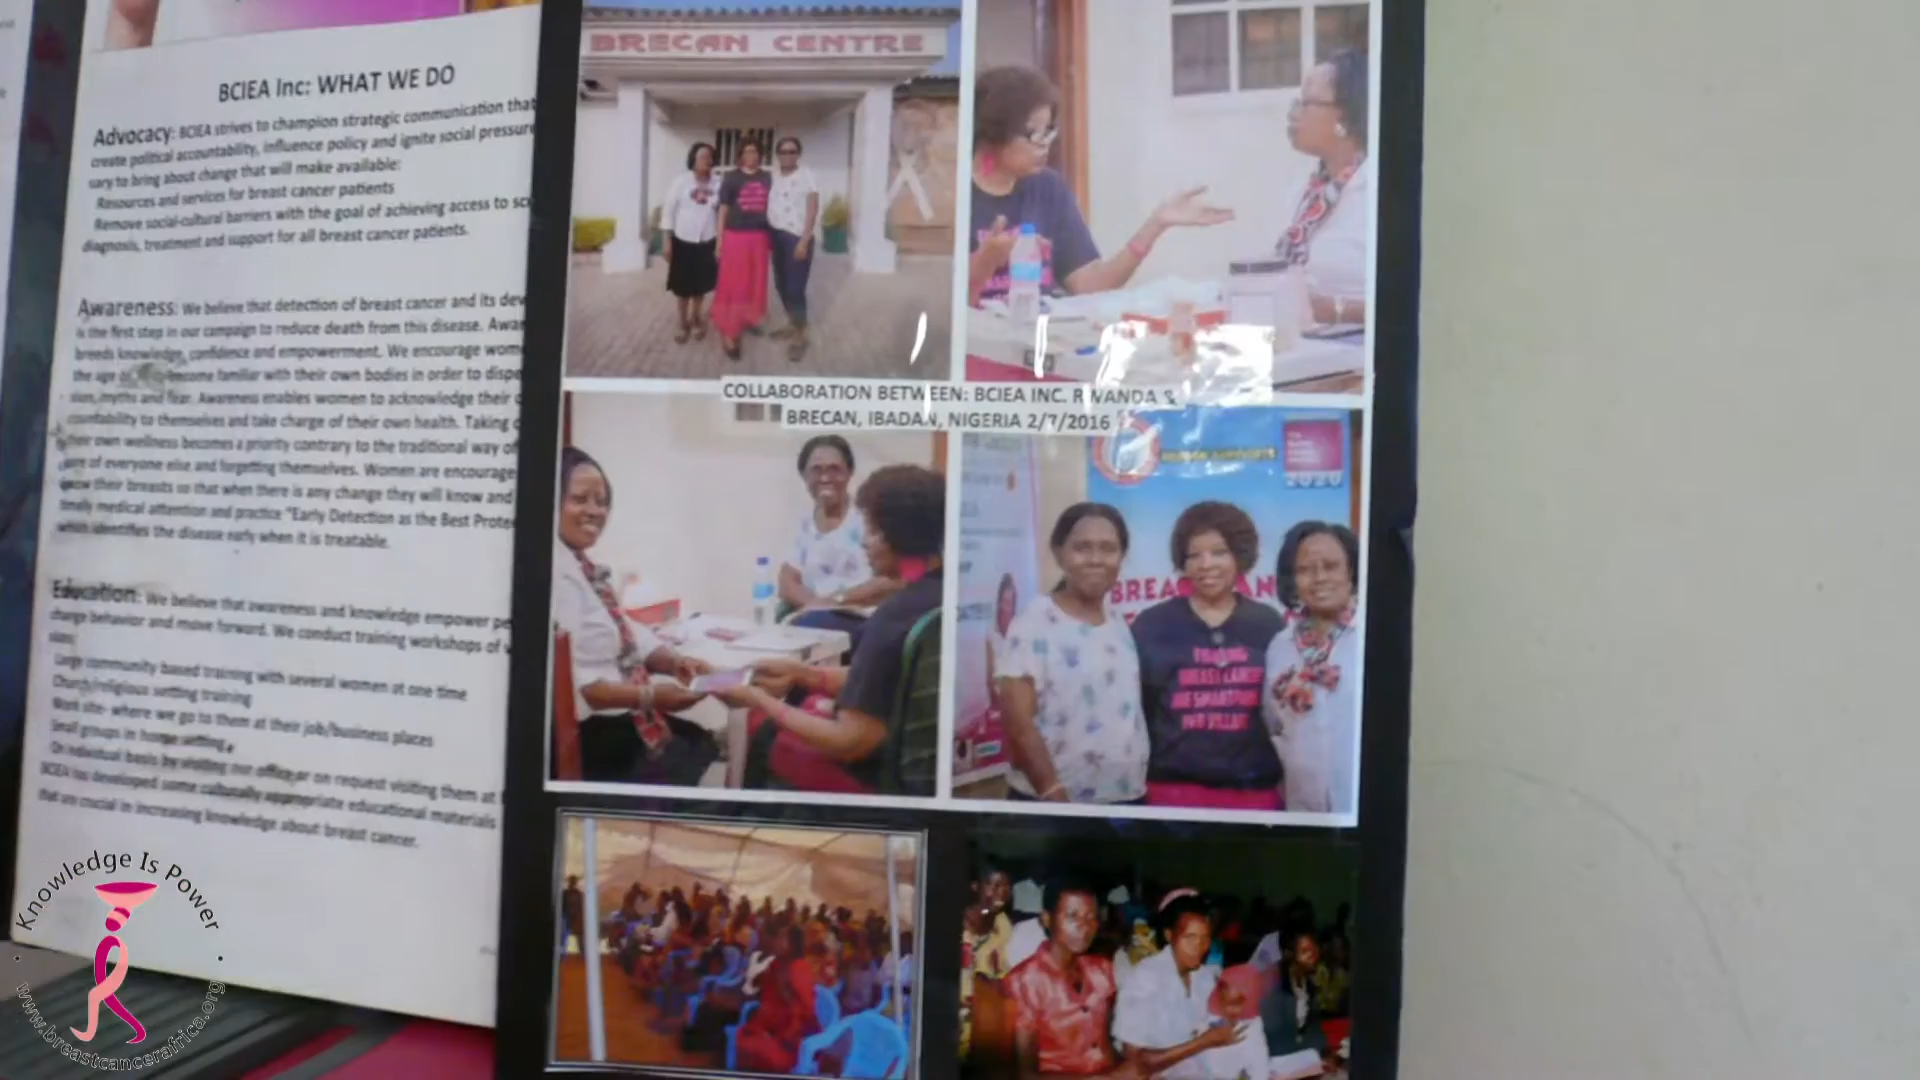 BCIEA Inc: WHAT WE DO
Advocacy: BCIEA strives to champion strategic communication that
create political accountability, influence policy and ignite social pressure
sary to bring about change that will make available:
Resources and services for breast cancer patients
Remove social-cultural barriers with the goal of achieving access to
diagnosis, treatment and support for all breast cancer patients.
Awareness: We believe that detection of breast cancer and its dev
is the first step in our campaign to reduce death from this disease. Awar
breeds knowledge, confidence and empowerment. We encourage wom
the age become familiar with their own bodies in order to dispe
sion, myths and fear. Awareness enables women to acknowledge their
countability to themselves and take charge of their own health. Taking
their own wellness becomes a priority contrary to the traditional way of
care of everyone else and forgetting themselves. Women are encourage
know their breasts so that when there is any change they will know and
timely medical attention and practice "Early Detection as the Best Prote
which identifies the disease early when it is treatable.
Education: We believe that awareness and knowledge empower pe
change behavior and move forward. We conduct training workshops of v
sizes:
Large community based training with several women at one time
Church/religious setting training
Work site- where we go to them at their job/business places
Small groups in home setting.
On individual basis by visiting our office or on request visiting them at
BCIEA has developed some culturally appropriate educational materials
that are crucial in increasing knowledge about breast cancer.
BRECAN CENTRE
COLLABORATION BETWEEN: BCIEA INC. RWANDA &
BRECAN, IBADAN, NIGERIA 2/7/2016
2020
Knowledge Is Power
www.breastcancerafrica.org